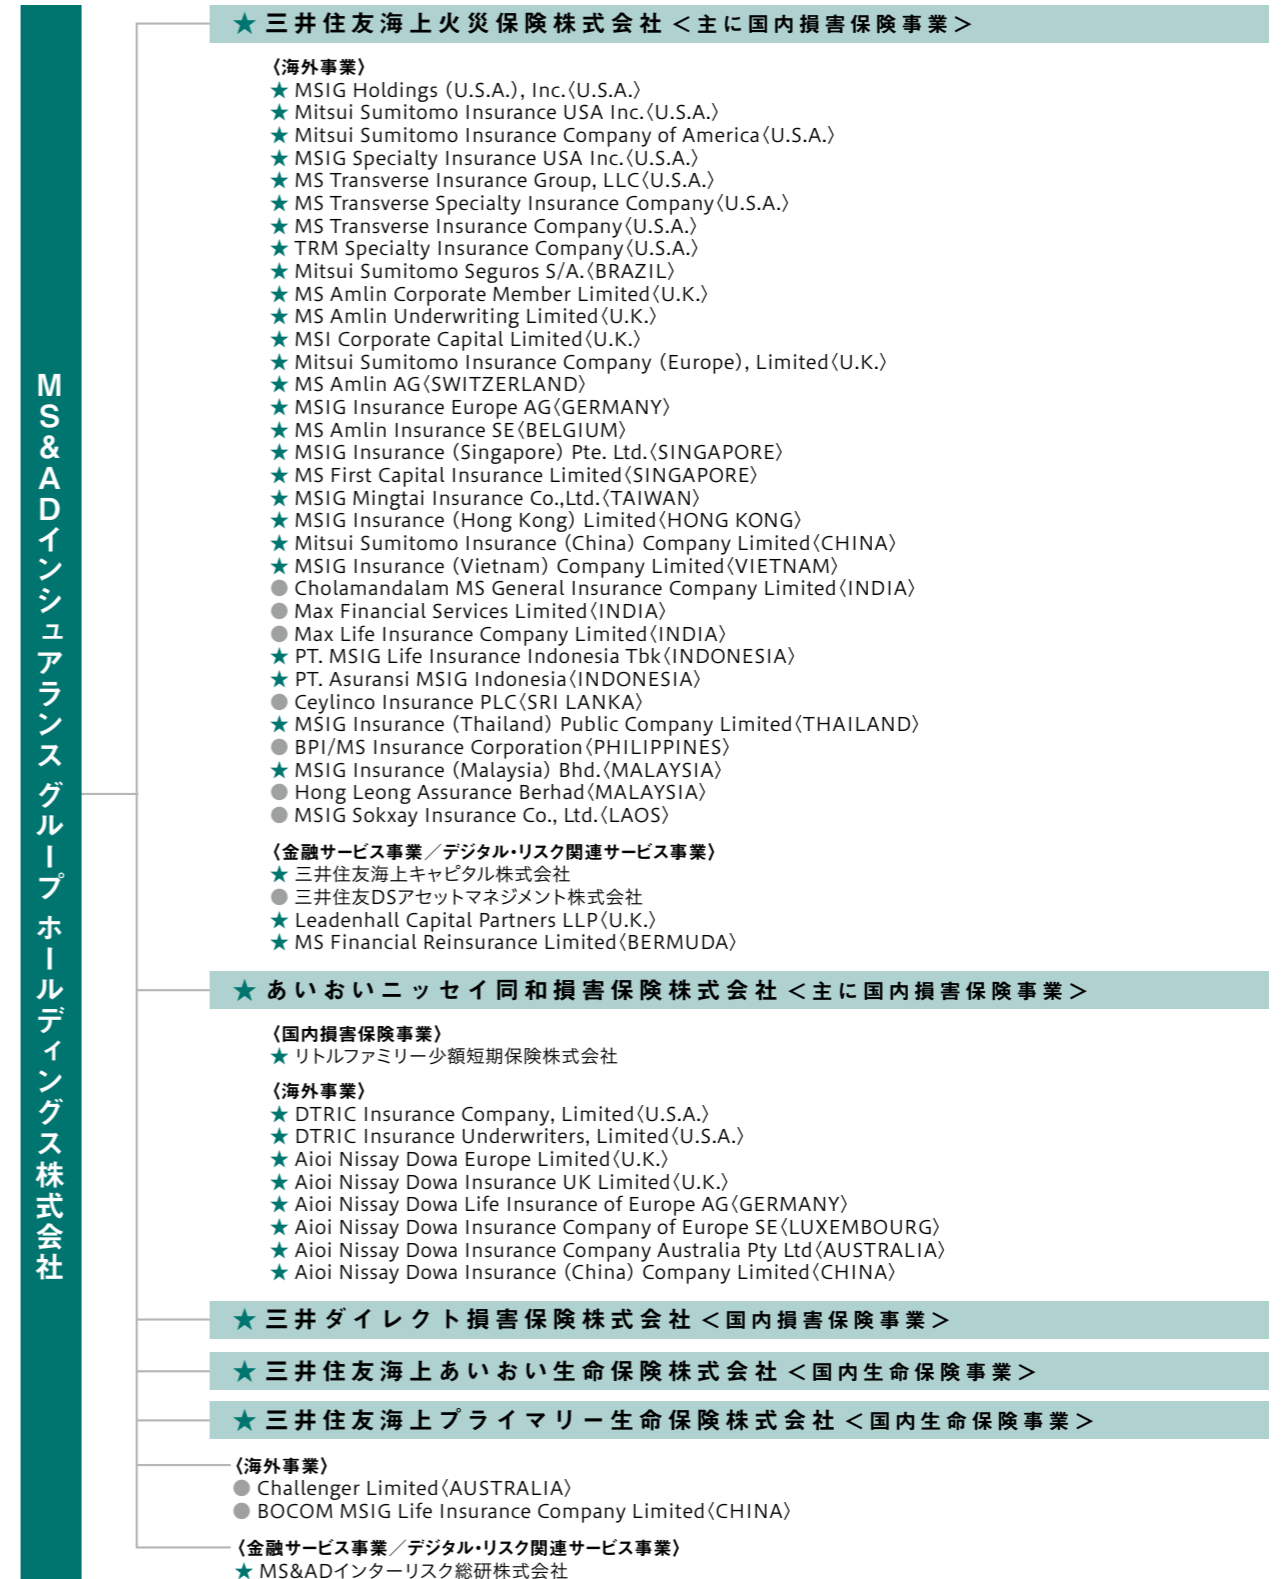 MS&ADインシュアランス グループ ホールディングス株式会社
★ 三井住友海上火災保険株式会社 <主に国内損害保険事業>
〈海外事業〉
★ MSIG Holdings (U.S.A.), Inc.〈U.S.A.〉
★ Mitsui Sumitomo Insurance USA Inc.〈U.S.A.〉
★ Mitsui Sumitomo Insurance Company of America〈U.S.A.〉
★ MSIG Specialty Insurance USA Inc.〈U.S.A.〉
★ MS Transverse Insurance Group, LLC〈U.S.A.〉
★ MS Transverse Specialty Insurance Company〈U.S.A.〉
★ MS Transverse Insurance Company〈U.S.A.〉
★ TRM Specialty Insurance Company〈U.S.A.〉
★ Mitsui Sumitomo Seguros S/A.〈BRAZIL〉
★ MS Amlin Corporate Member Limited〈U.K.〉
★ MS Amlin Underwriting Limited〈U.K.〉
★ MSI Corporate Capital Limited〈U.K.〉
★ Mitsui Sumitomo Insurance Company (Europe), Limited〈U.K.〉
★ MS Amlin AG〈SWITZERLAND〉
★ MSIG Insurance Europe AG〈GERMANY〉
★ MS Amlin Insurance SE〈BELGIUM〉
★ MSIG Insurance (Singapore) Pte. Ltd.〈SINGAPORE〉
★ MS First Capital Insurance Limited〈SINGAPORE〉
★ MSIG Mingtai Insurance Co.,Ltd.〈TAIWAN〉
★ MSIG Insurance (Hong Kong) Limited〈HONG KONG〉
★ Mitsui Sumitomo Insurance (China) Company Limited〈CHINA〉
★ MSIG Insurance (Vietnam) Company Limited〈VIETNAM〉
● Cholamandalam MS General Insurance Company Limited〈INDIA〉
● Max Financial Services Limited〈INDIA〉
● Max Life Insurance Company Limited〈INDIA〉
★ PT. MSIG Life Insurance Indonesia Tbk〈INDONESIA〉
★ PT. Asuransi MSIG Indonesia〈INDONESIA〉
● Ceylinco Insurance PLC〈SRI LANKA〉
★ MSIG Insurance (Thailand) Public Company Limited〈THAILAND〉
● BPI/MS Insurance Corporation〈PHILIPPINES〉
★ MSIG Insurance (Malaysia) Bhd.〈MALAYSIA〉
● Hong Leong Assurance Berhad〈MALAYSIA〉
● MSIG Sokxay Insurance Co., Ltd.〈LAOS〉
〈金融サービス事業/デジタル・リスク関連サービス事業〉
★ 三井住友海上キャピタル株式会社
● 三井住友DSアセットマネジメント株式会社
★ Leadenhall Capital Partners LLP〈U.K.〉
★ MS Financial Reinsurance Limited〈BERMUDA〉
★ あいおいニッセイ同和損害保険株式会社 <主に国内損害保険事業>
〈国内損害保険事業〉
★ リトルファミリー少額短期保険株式会社
〈海外事業〉
★ DTRIC Insurance Company, Limited〈U.S.A.〉
★ DTRIC Insurance Underwriters, Limited〈U.S.A.〉
★ Aioi Nissay Dowa Europe Limited〈U.K.〉
★ Aioi Nissay Dowa Insurance UK Limited〈U.K.〉
★ Aioi Nissay Dowa Life Insurance of Europe AG〈GERMANY〉
★ Aioi Nissay Dowa Insurance Company of Europe SE〈LUXEMBOURG〉
★ Aioi Nissay Dowa Insurance Company Australia Pty Ltd〈AUSTRALIA〉
★ Aioi Nissay Dowa Insurance (China) Company Limited〈CHINA〉
★ 三井ダイレクト損害保険株式会社 <国内損害保険事業>
★ 三井住友海上あいおい生命保険株式会社 <国内生命保険事業>
★ 三井住友海上プライマリー生命保険株式会社 <国内生命保険事業>
〈海外事業〉
● Challenger Limited〈AUSTRALIA〉
● BOCOM MSIG Life Insurance Company Limited〈CHINA〉
〈金融サービス事業/デジタル・リスク関連サービス事業〉
★ MS&ADインターリスク総研株式会社